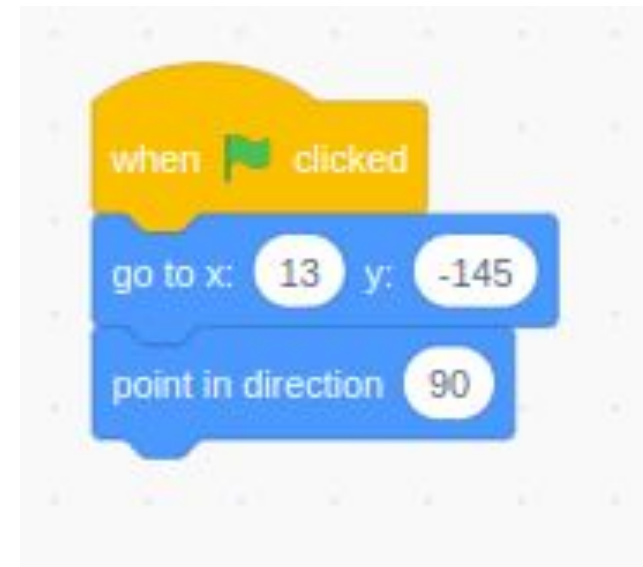 when clicked
go to x: 13 y: -145
point in direction 90